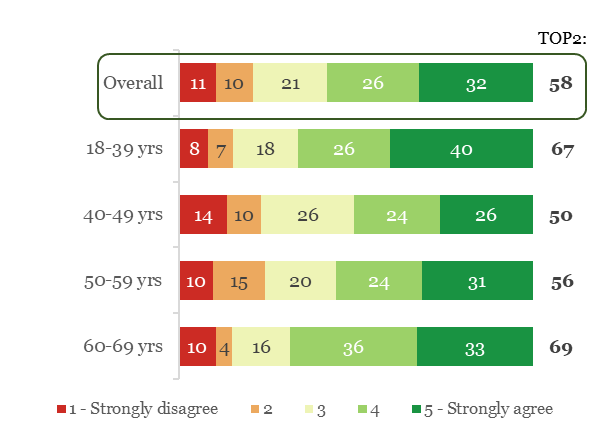 TOP2:
Overall 11 10 21 26 32 58
18-39 yrs 8 7 18 26 40 67
40-49 yrs 14 10 26 24 26 50
50-59 yrs 10 15 20 24 31 56
60-69 yrs 10 4 16 36 33 69
1 - Strongly disagree 2 3 4 5 - Strongly agree